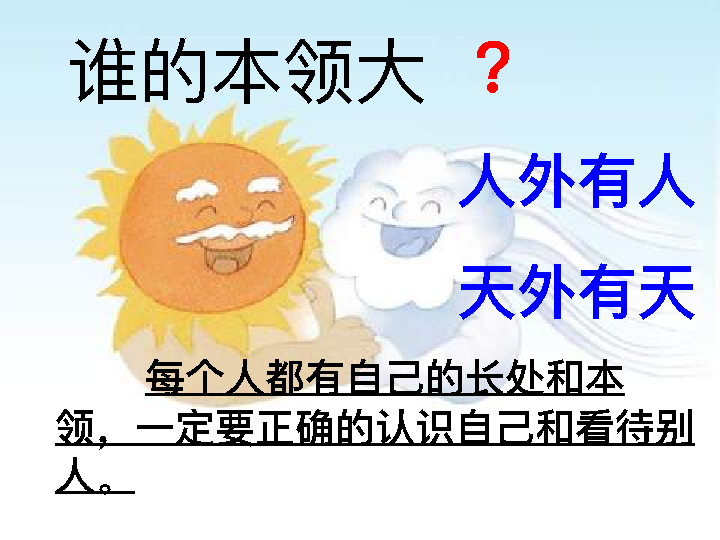 谁的本领大 ？
人外有人
天外有天
每个人都有自己的长处和本
领，一定要正确的认识自己和看待别
人。